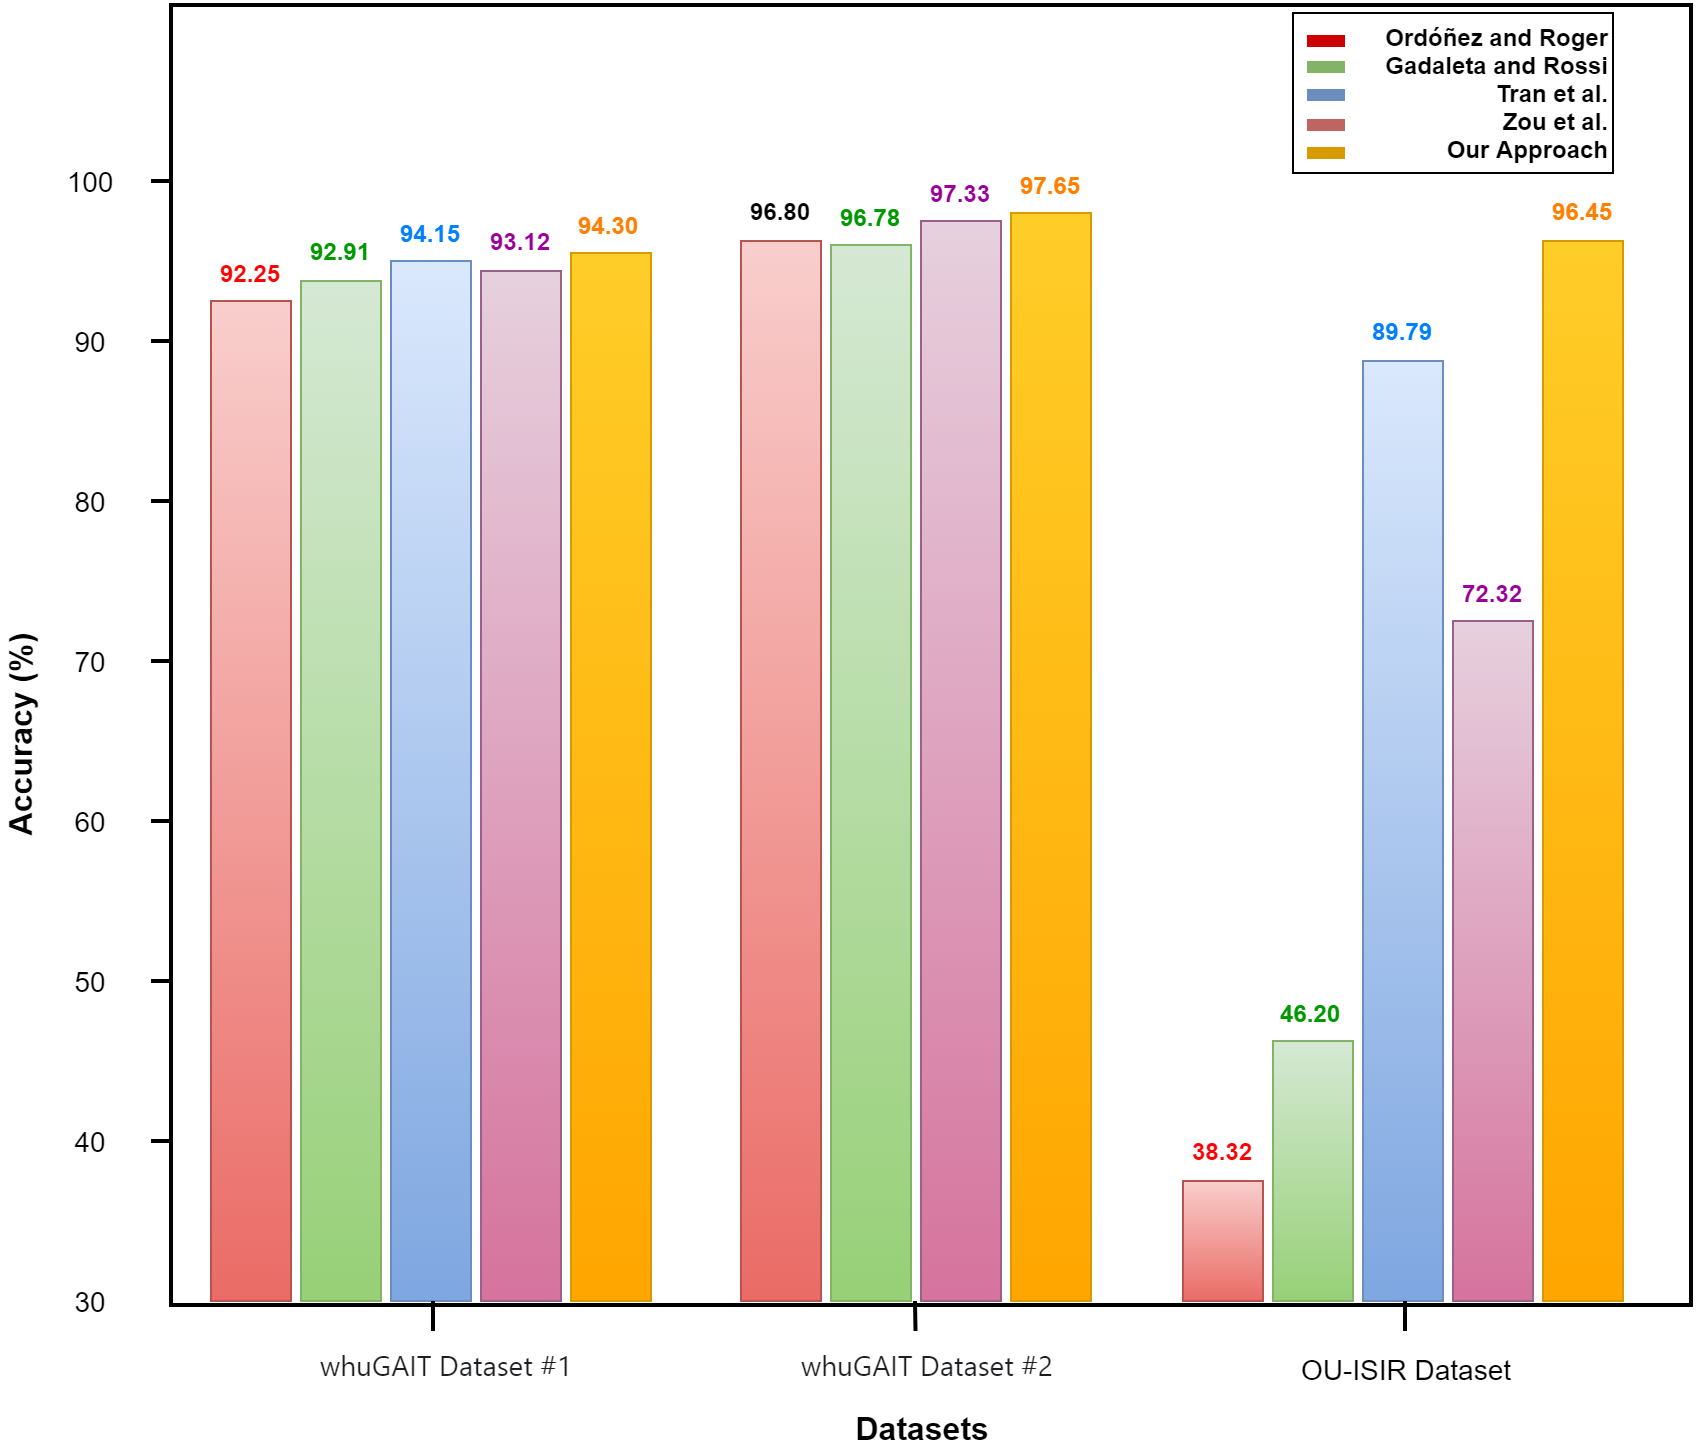 Ordóñez and Roger
Gadaleta and Rossi
Tran et al.
Zou et al.
Our Approach
100
90
80
70
60
50
40
30
Accuracy (%)
92.25
92.91
94.15
93.12
94.30
96.80
96.78
97.33
97.65
38.32
46.20
89.79
72.32
96.45
whuGAIT Dataset #1
whuGAIT Dataset #2
OU-ISIR Dataset
Datasets